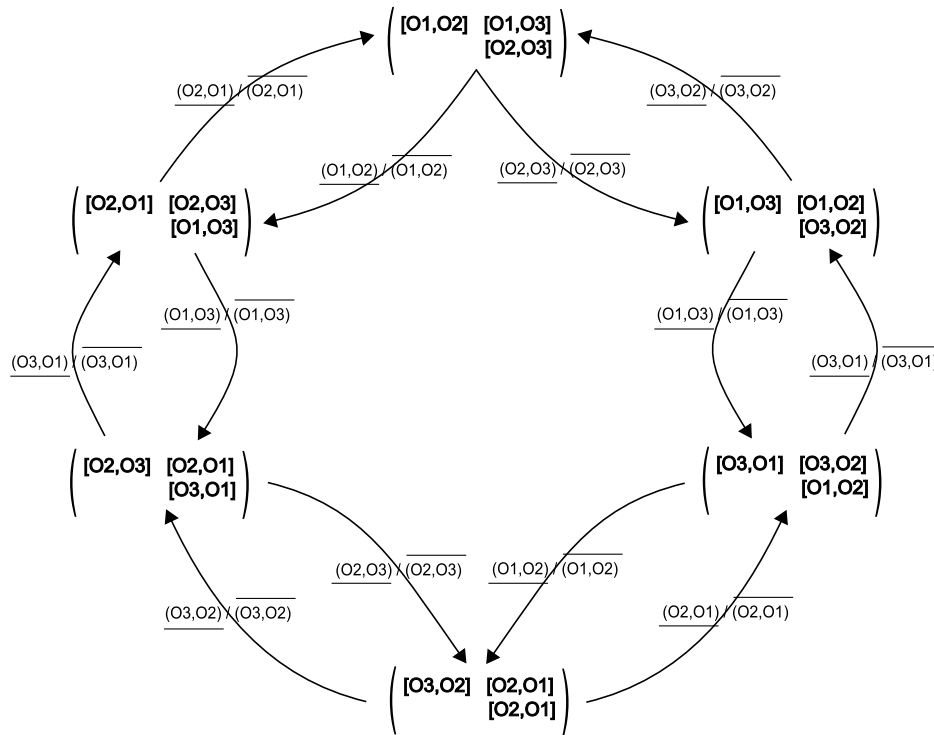 [O1,O2] [O1,O3]
[O2,O3]
(O2,O1) / (O2,O1)
(O3,O2) / (O3,O2)
(O1,O2) / (O1,O2)
(O2,O3) / (O2,O3)
[O2,O1] [O2,O3]
[O1,O3]
[O1,O3] [O1,O2]
[O3,O2]
(O1,O3) / (O1,O3)
(O1,O3) / (O1,O3)
(O3,O1) / (O3,O1)
(O3,O1) / (O3,O1)
[O2,O3] [O2,O1]
[O3,O1]
[O3,O1] [O3,O2]
[O1,O2]
(O2,O3) / (O2,O3)
(O1,O2) / (O1,O2)
(O3,O2) / (O3,O2)
(O2,O1) / (O2,O1)
[O3,O2] [O2,O1]
[O2,O1]